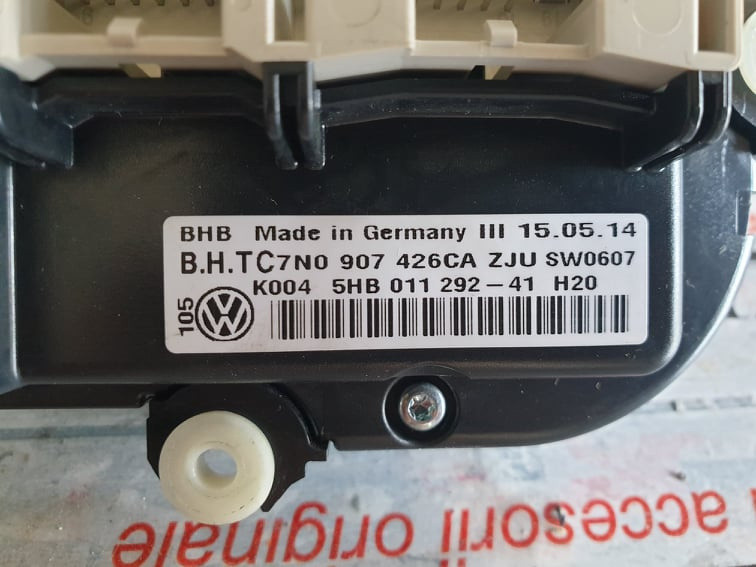 BHB Made in Germany III 15.05.14
B.H.TC7N0 907 426CA ZJU SW0607
K004 5HB 011 292-41 H20
105
accesorii originale